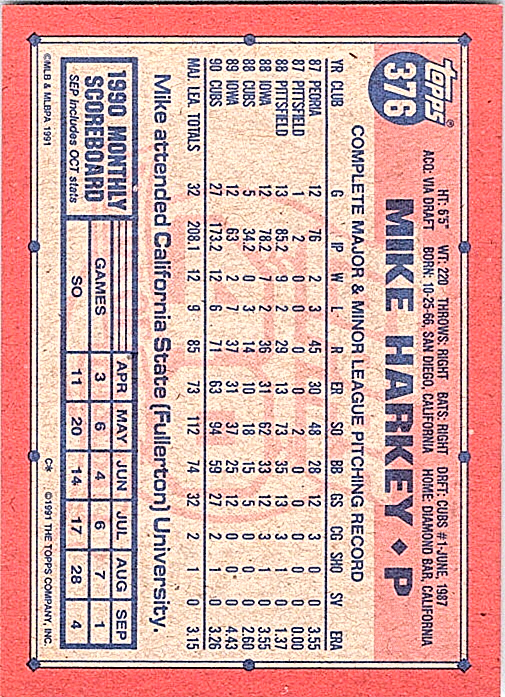 topps®
376
HT: 6'5" WT: 220 THROWS: RIGHT BATS: RIGHT DRFT: CUBS #1-JUNE, 1987
ACQ: VIA DRAFT BORN: 10-25-66, SAN DIEGO, CALIFORNIA HOME: DIAMOND BAR, CALIFORNIA
MIKE HARKEY • P
COMPLETE MAJOR & MINOR LEAGUE PITCHING RECORD
YR CLUB G IP W L R ER SO BB GS CG SHO SV ERA
87 PEORIA 12 76 2 3 45 30 48 28 12 3 0 0 3.55
87 PITTSFIELD 1 2 0 0 0 0 2 0 0 0 0 0 0.00
88 PITTSFIELD 13 85.2 9 2 29 13 73 35 13 3 1 0 1.37
88 IOWA 12 78.2 7 2 36 31 62 33 12 3 1 0 3.55
88 CUBS 5 34.2 0 3 14 10 18 15 5 0 0 0 2.60
89 IOWA 12 63 2 7 37 31 37 25 12 0 0 0 4.43
90 CUBS 27 173.2 12 6 71 63 94 59 27 2 1 0 3.26
MAJ. LEA. TOTALS 32 208.1 12 9 85 73 112 74 32 2 1 0 3.15
Mike attended California State (Fullerton) University.
1990 MONTHLY
SCOREBOARD
SEP includes OCT stats
APR MAY JUN JUL AUG SEP
GAMES 3 6 4 6 7 1
SO 11 20 14 17 28 4
©MLB & MLBPA 1991 C* ©1991 THE TOPPS COMPANY, INC.